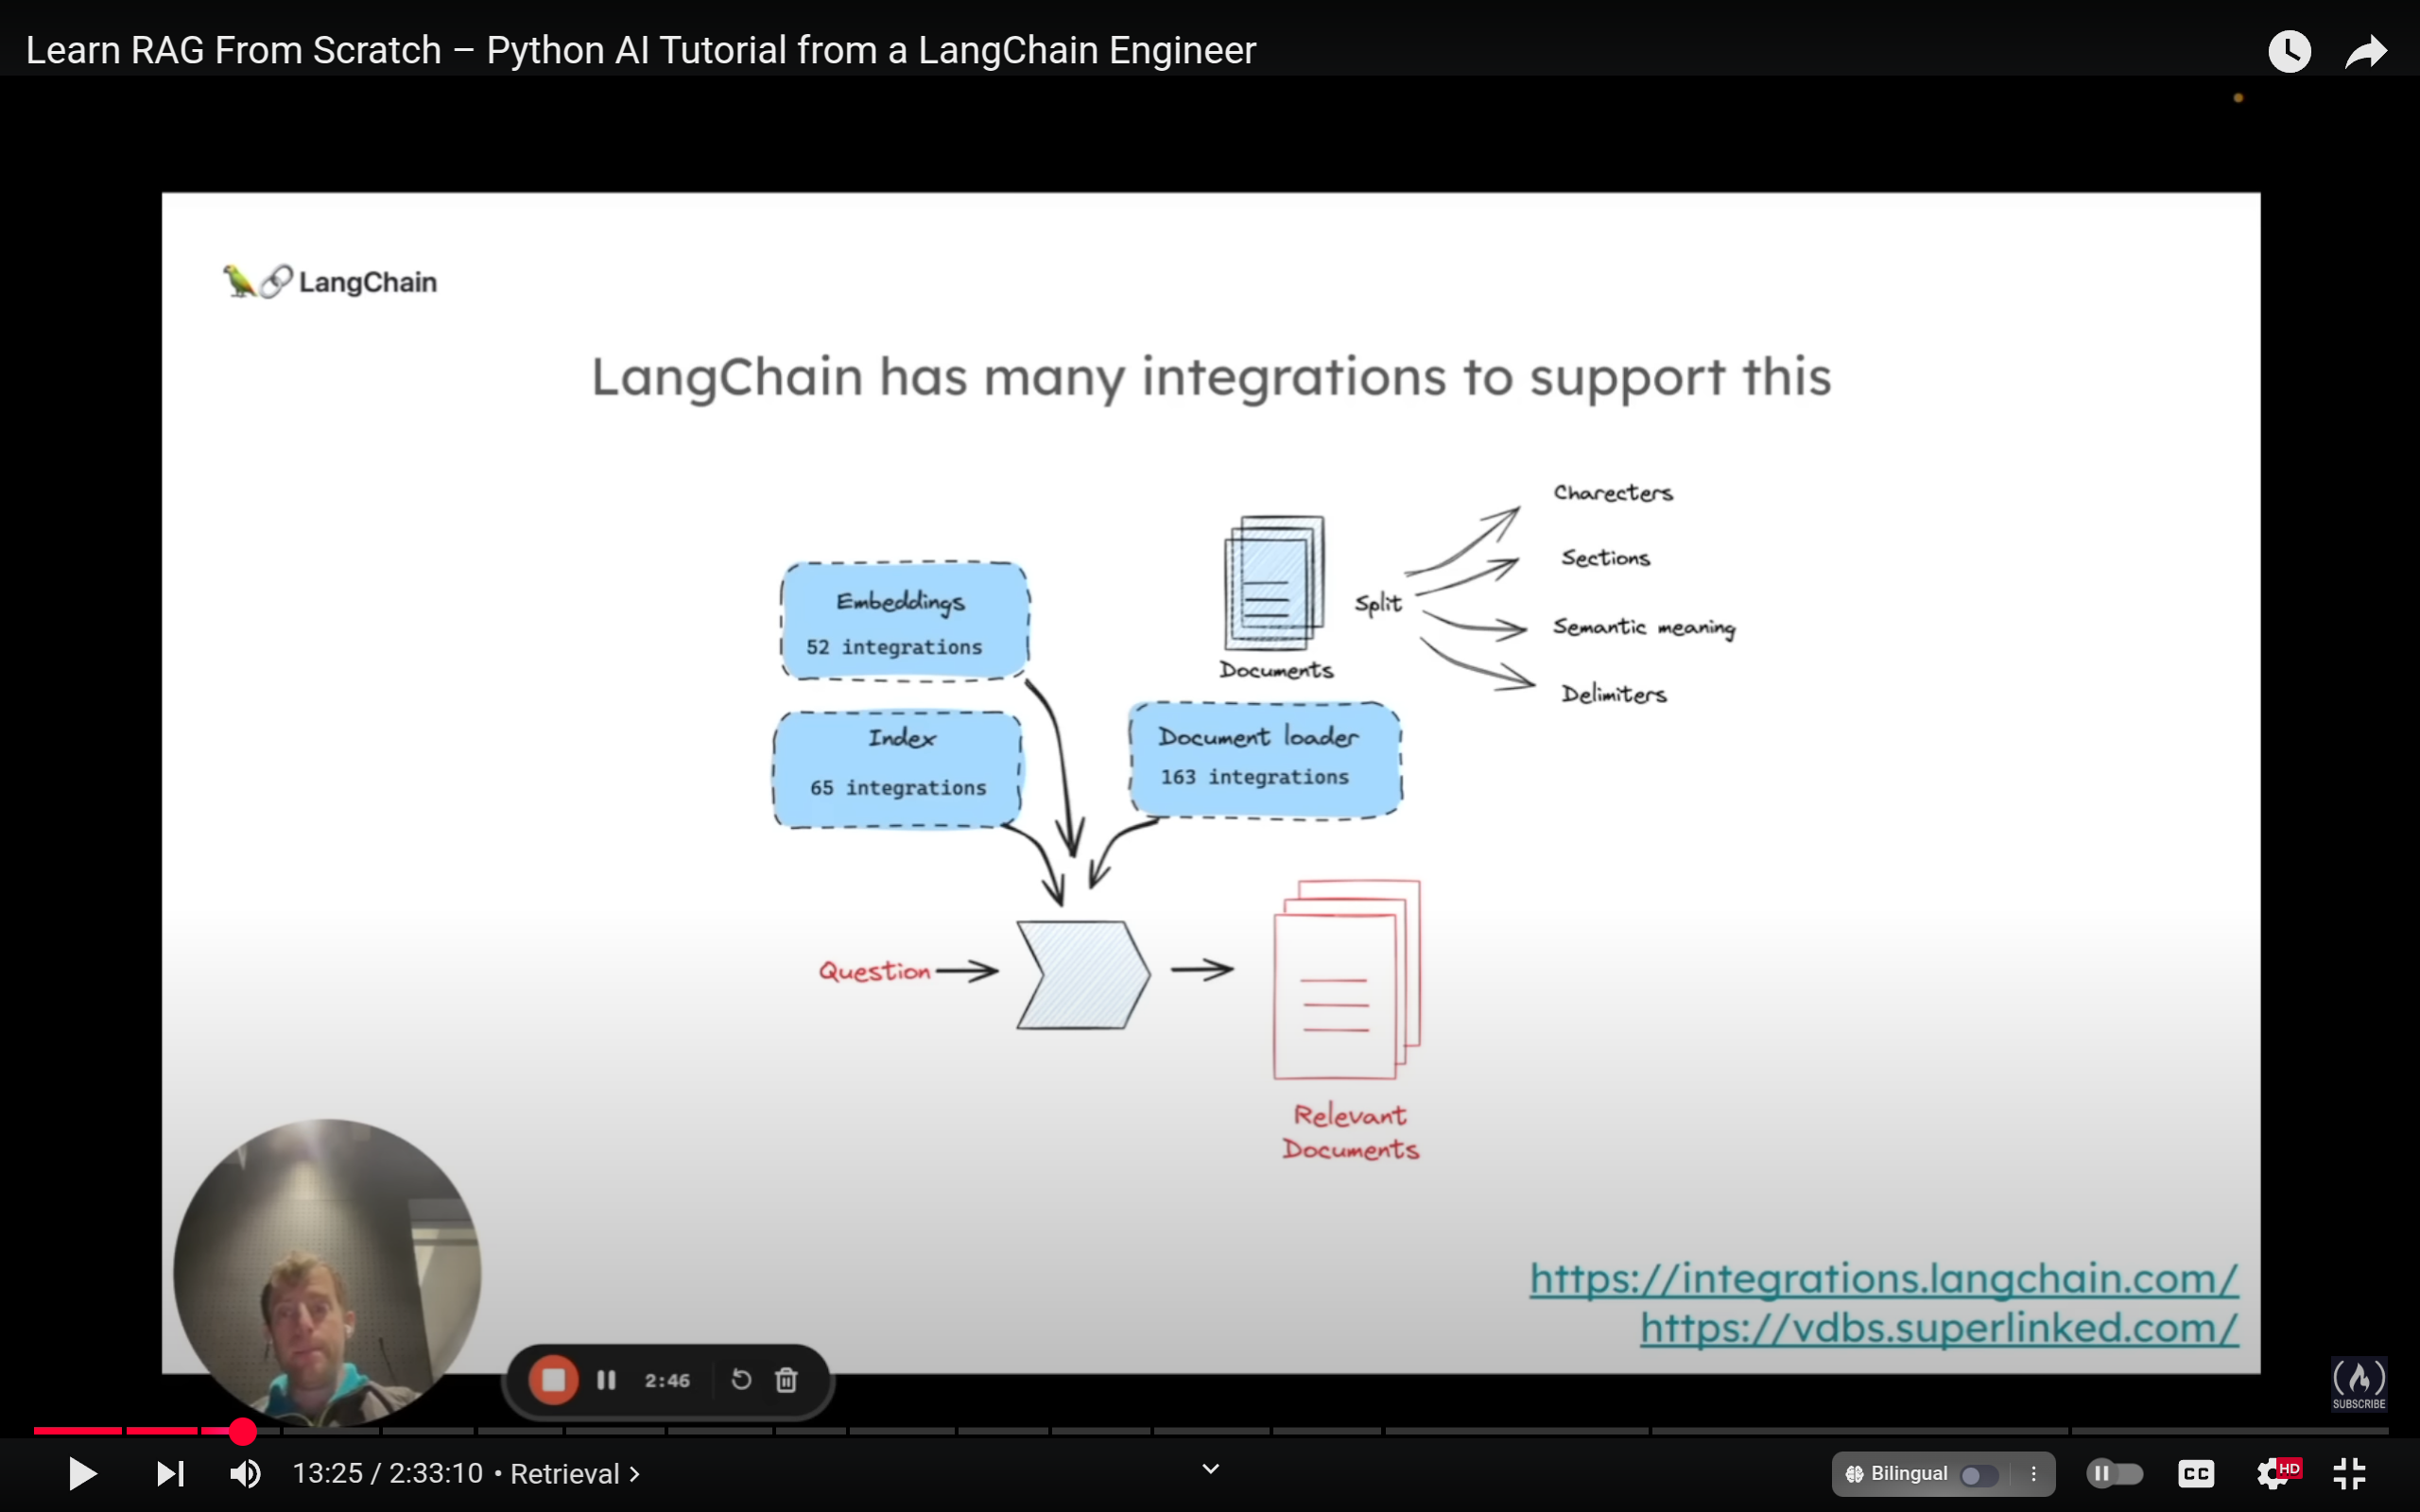 Learn RAG From Scratch – Python AI Tutorial from a LangChain Engineer
LangChain
LangChain has many integrations to support this
Charecters
Sections
Split
Semantic meaning
Delimiters
Documents
Embeddings
52 integrations
Index
65 integrations
Document loader
163 integrations
Question
Relevant
Documents
https://integrations.langchain.com/
https://vdbs.superlinked.com/
2:46
SUBSCRIBE
13:25 / 2:33:10 • Retrieval
Bilingual
CC
HD